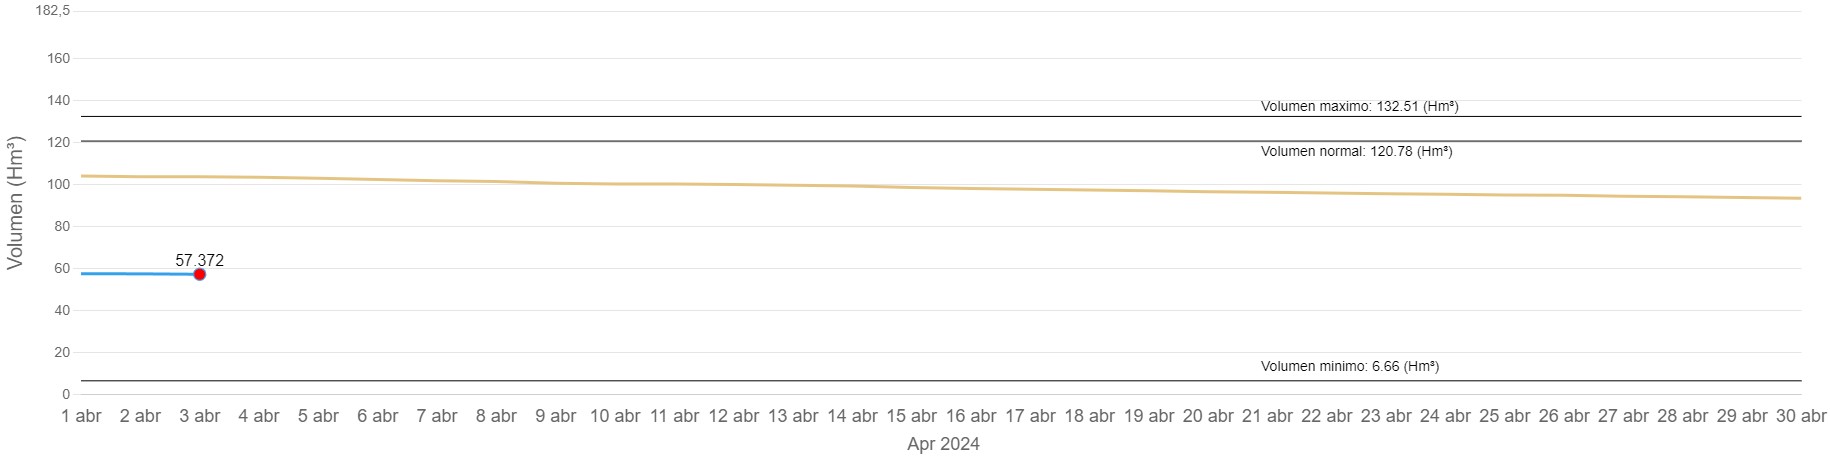 182,5
160
140
120
100
80
60
40
20
0
Volumen (Hm³)
Volumen maximo: 132.51 (Hm³)
Volumen normal: 120.78 (Hm³)
57.372
Volumen minimo: 6.66 (Hm³)
1 abr 2 abr 3 abr 4 abr 5 abr 6 abr 7 abr 8 abr 9 abr 10 abr 11 abr 12 abr 13 abr 14 abr 15 abr 16 abr 17 abr 18 abr 19 abr 20 abr 21 abr 22 abr 23 abr 24 abr 25 abr 26 abr 27 abr 28 abr 29 abr 30 abr
Apr 2024